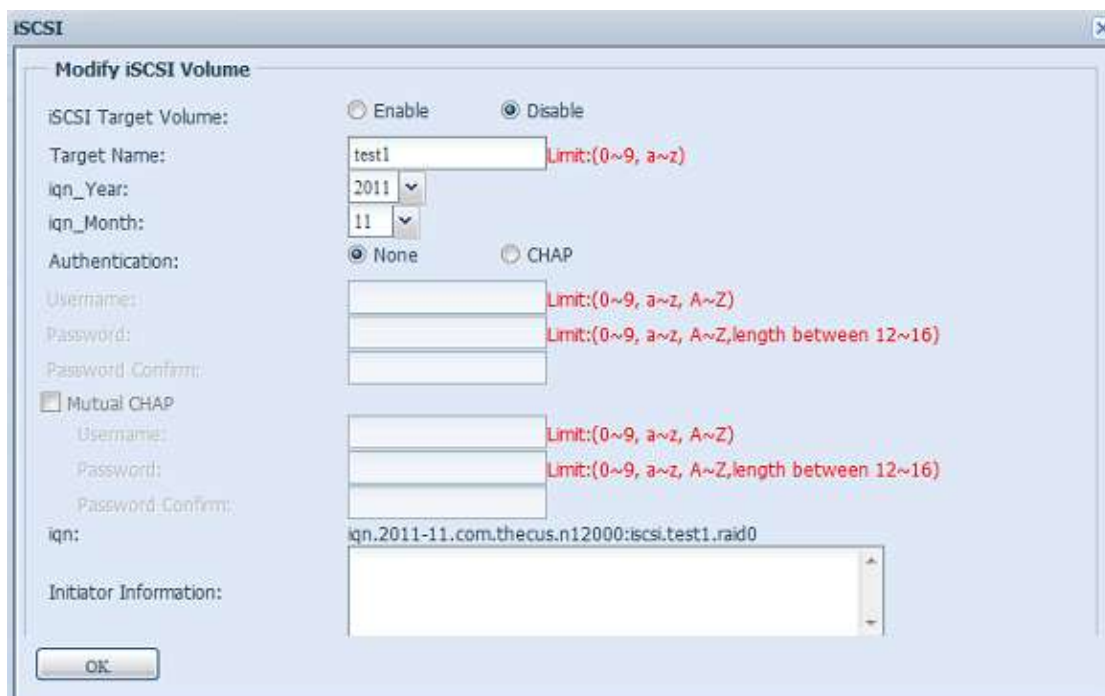 iSCSI
Modify iSCSI Volume
iSCSI Target Volume: Enable Disable
Target Name: test1 Limit:(0~9, a~z)
iqn_Year: 2011
iqn_Month: 11
Authentication: None CHAP
Username: Limit:(0~9, a~z, A~Z)
Password: Limit:(0~9, a~z, A~Z,length between 12~16)
Password Confirm:
Mutual CHAP
Username: Limit:(0~9, a~z, A~Z)
Password: Limit:(0~9, a~z, A~Z,length between 12~16)
Password Confirm:
iqn: iqn.2011-11.com.thecus.n12000:iscsi.test1.raid0
Initiator Information:
OK